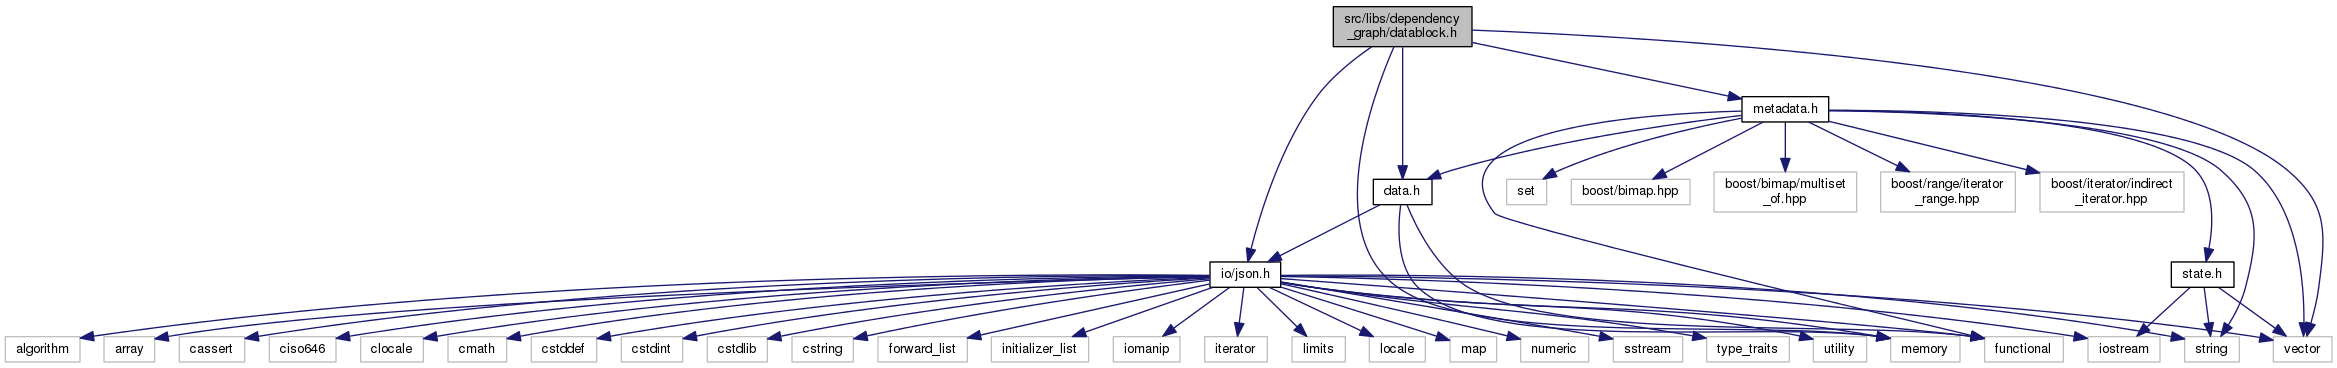 src/libs/dependency
_graph/datablock.h
metadata.h
data.h
set
boost/bimap.hpp
boost/bimap/multiset
_of.hpp
boost/range/iterator
_range.hpp
boost/iterator/indirect
_iterator.hpp
io/json.h
state.h
algorithm
array
cassert
ciso646
clocale
cmath
cstddef
cstdint
cstdlib
cstring
forward_list
initializer_list
iomanip
iterator
limits
locale
map
numeric
sstream
type_traits
utility
memory
functional
iostream
string
vector